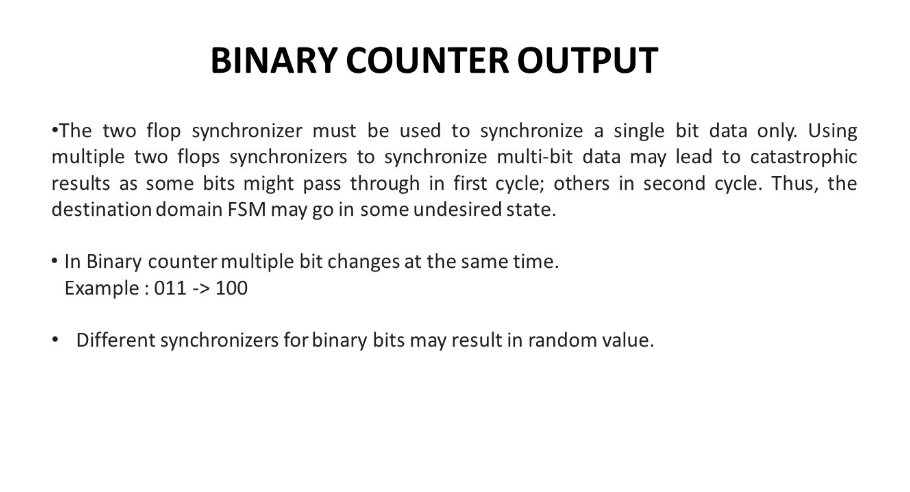 BINARY COUNTER OUTPUT
•The two flop synchronizer must be used to synchronize a single bit data only. Using
multiple two flops synchronizers to synchronize multi-bit data may lead to catastrophic
results as some bits might pass through in first cycle; others in second cycle. Thus, the
destination domain FSM may go in some undesired state.
• In Binary counter multiple bit changes at the same time.
Example : 011 -> 100
• Different synchronizers for binary bits may result in random value.